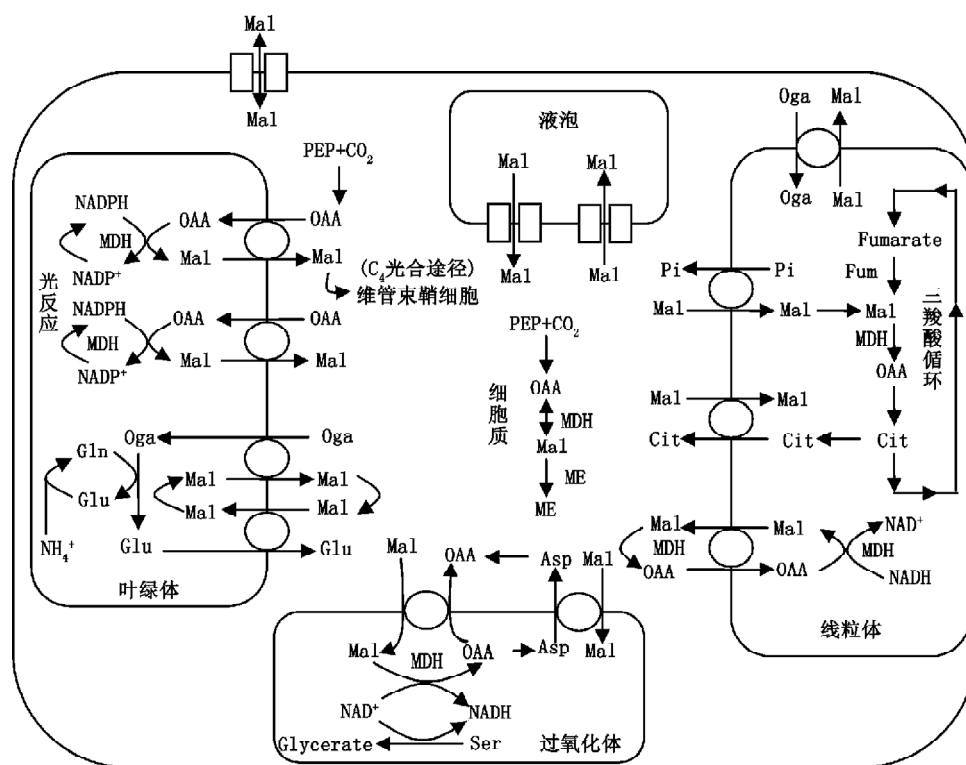 Mal
Mal
PEP+CO₂
NADPH
OAA
OAA
MDH
Mal
Mal
NADP⁺
(C₄光合途径)
维管束鞘细胞
光反应
NADPH
OAA
OAA
MDH
Mal
Mal
NADP⁺
Oga
Oga
Gln
Mal
Mal
Glu
Mal
Mal
NH₄⁺
Glu
Glu
叶绿体
液泡
Mal
Mal
Mal
Mal
PEP+CO₂
细胞质
OAA
MDH
Mal
ME
ME
Oga
Mal
Oga
Mal
Fumarate
Pi
Pi
Fum
Mal
Mal
Mal
MDH
OAA
三羧酸循环
Mal
Mal
Cit
Cit
Cit
Mal
Mal
NAD⁺
MDH
MDH
OAA
OAA
NADH
线粒体
Mal
OAA
Asp
Mal
Mal
MDH
OAA
Asp
Mal
NAD⁺
NADH
Glycerate
Ser
过氧化体